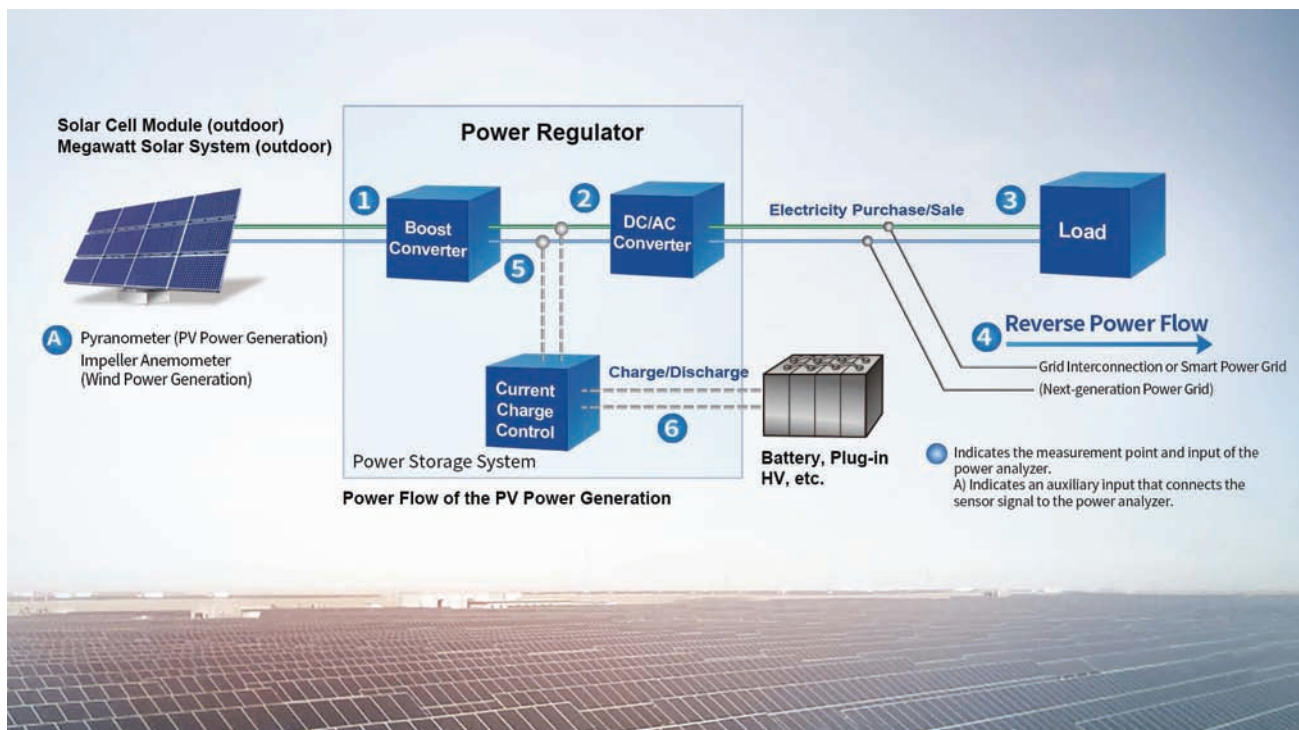 Solar Cell Module (outdoor)
Megawatt Solar System (outdoor)
Power Regulator
1
Boost
Converter
2
DC/AC
Converter
Electricity Purchase/Sale
3
Load
5
A
Pyranometer (PV Power Generation)
Impeller Anemometer
(Wind Power Generation)
4
Reverse Power Flow
Grid Interconnection or Smart Power Grid
(Next-generation Power Grid)
Current
Charge
Control
Charge/Discharge
6
Power Storage System
Battery, Plug-in
HV, etc.
Power Flow of the PV Power Generation
Indicates the measurement point and input of the
power analyzer.
A) Indicates an auxiliary input that connects the
sensor signal to the power analyzer.